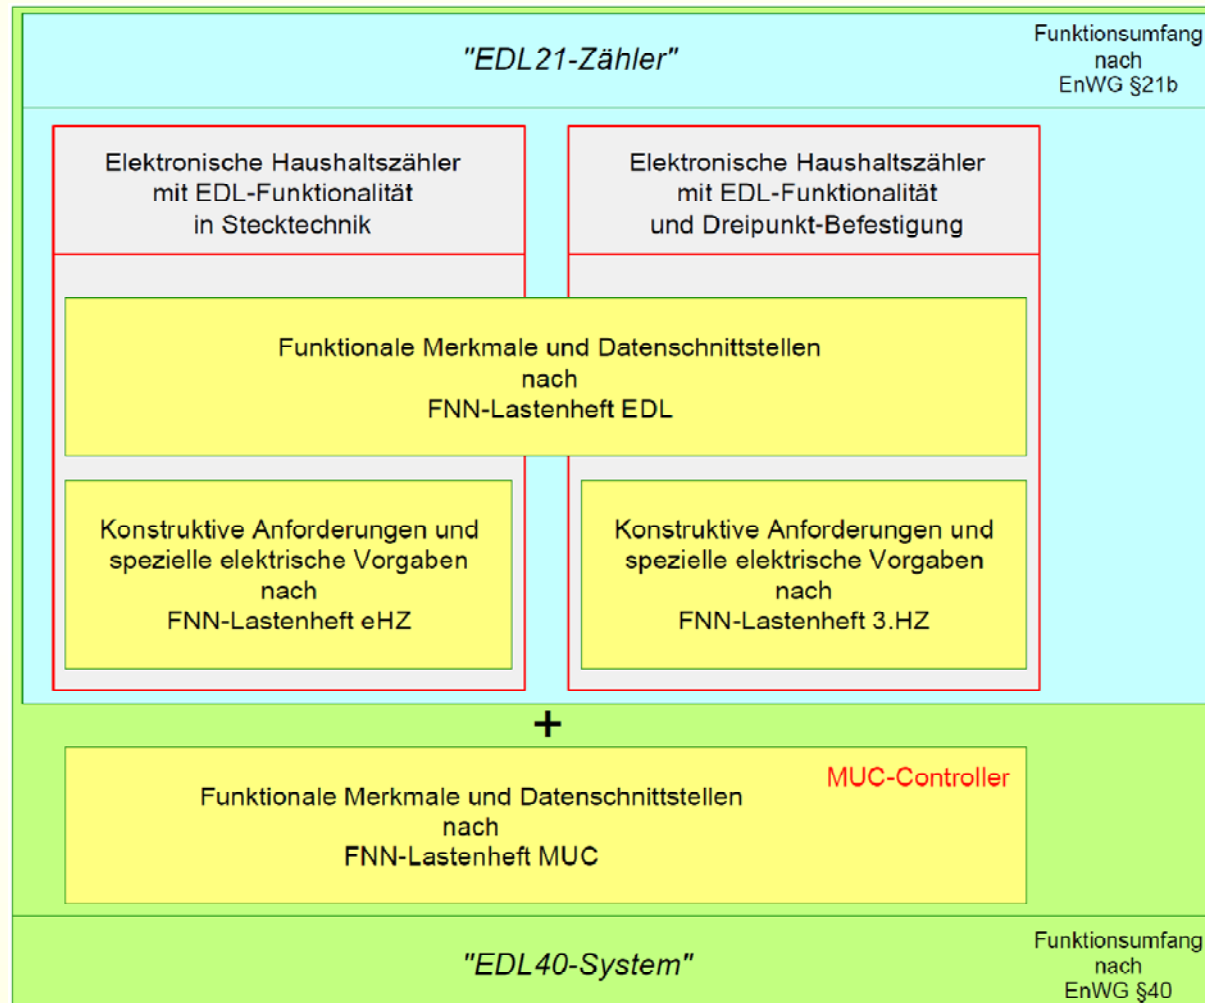 "EDL21-Zähler"
Funktionsumfang
nach
EnWG §21b
Elektronische Haushaltszähler
mit EDL-Funktionalität
in Stecktechnik
Elektronische Haushaltszähler
mit EDL-Funktionalität
und Dreipunkt-Befestigung
Funktionale Merkmale und Datenschnittstellen
nach
FNN-Lastenheft EDL
Konstruktive Anforderungen und
spezielle elektrische Vorgaben
nach
FNN-Lastenheft eHZ
Konstruktive Anforderungen und
spezielle elektrische Vorgaben
nach
FNN-Lastenheft 3.HZ
+
MUC-Controller
Funktionale Merkmale und Datenschnittstellen
nach
FNN-Lastenheft MUC
"EDL40-System"
Funktionsumfang
nach
EnWG §40